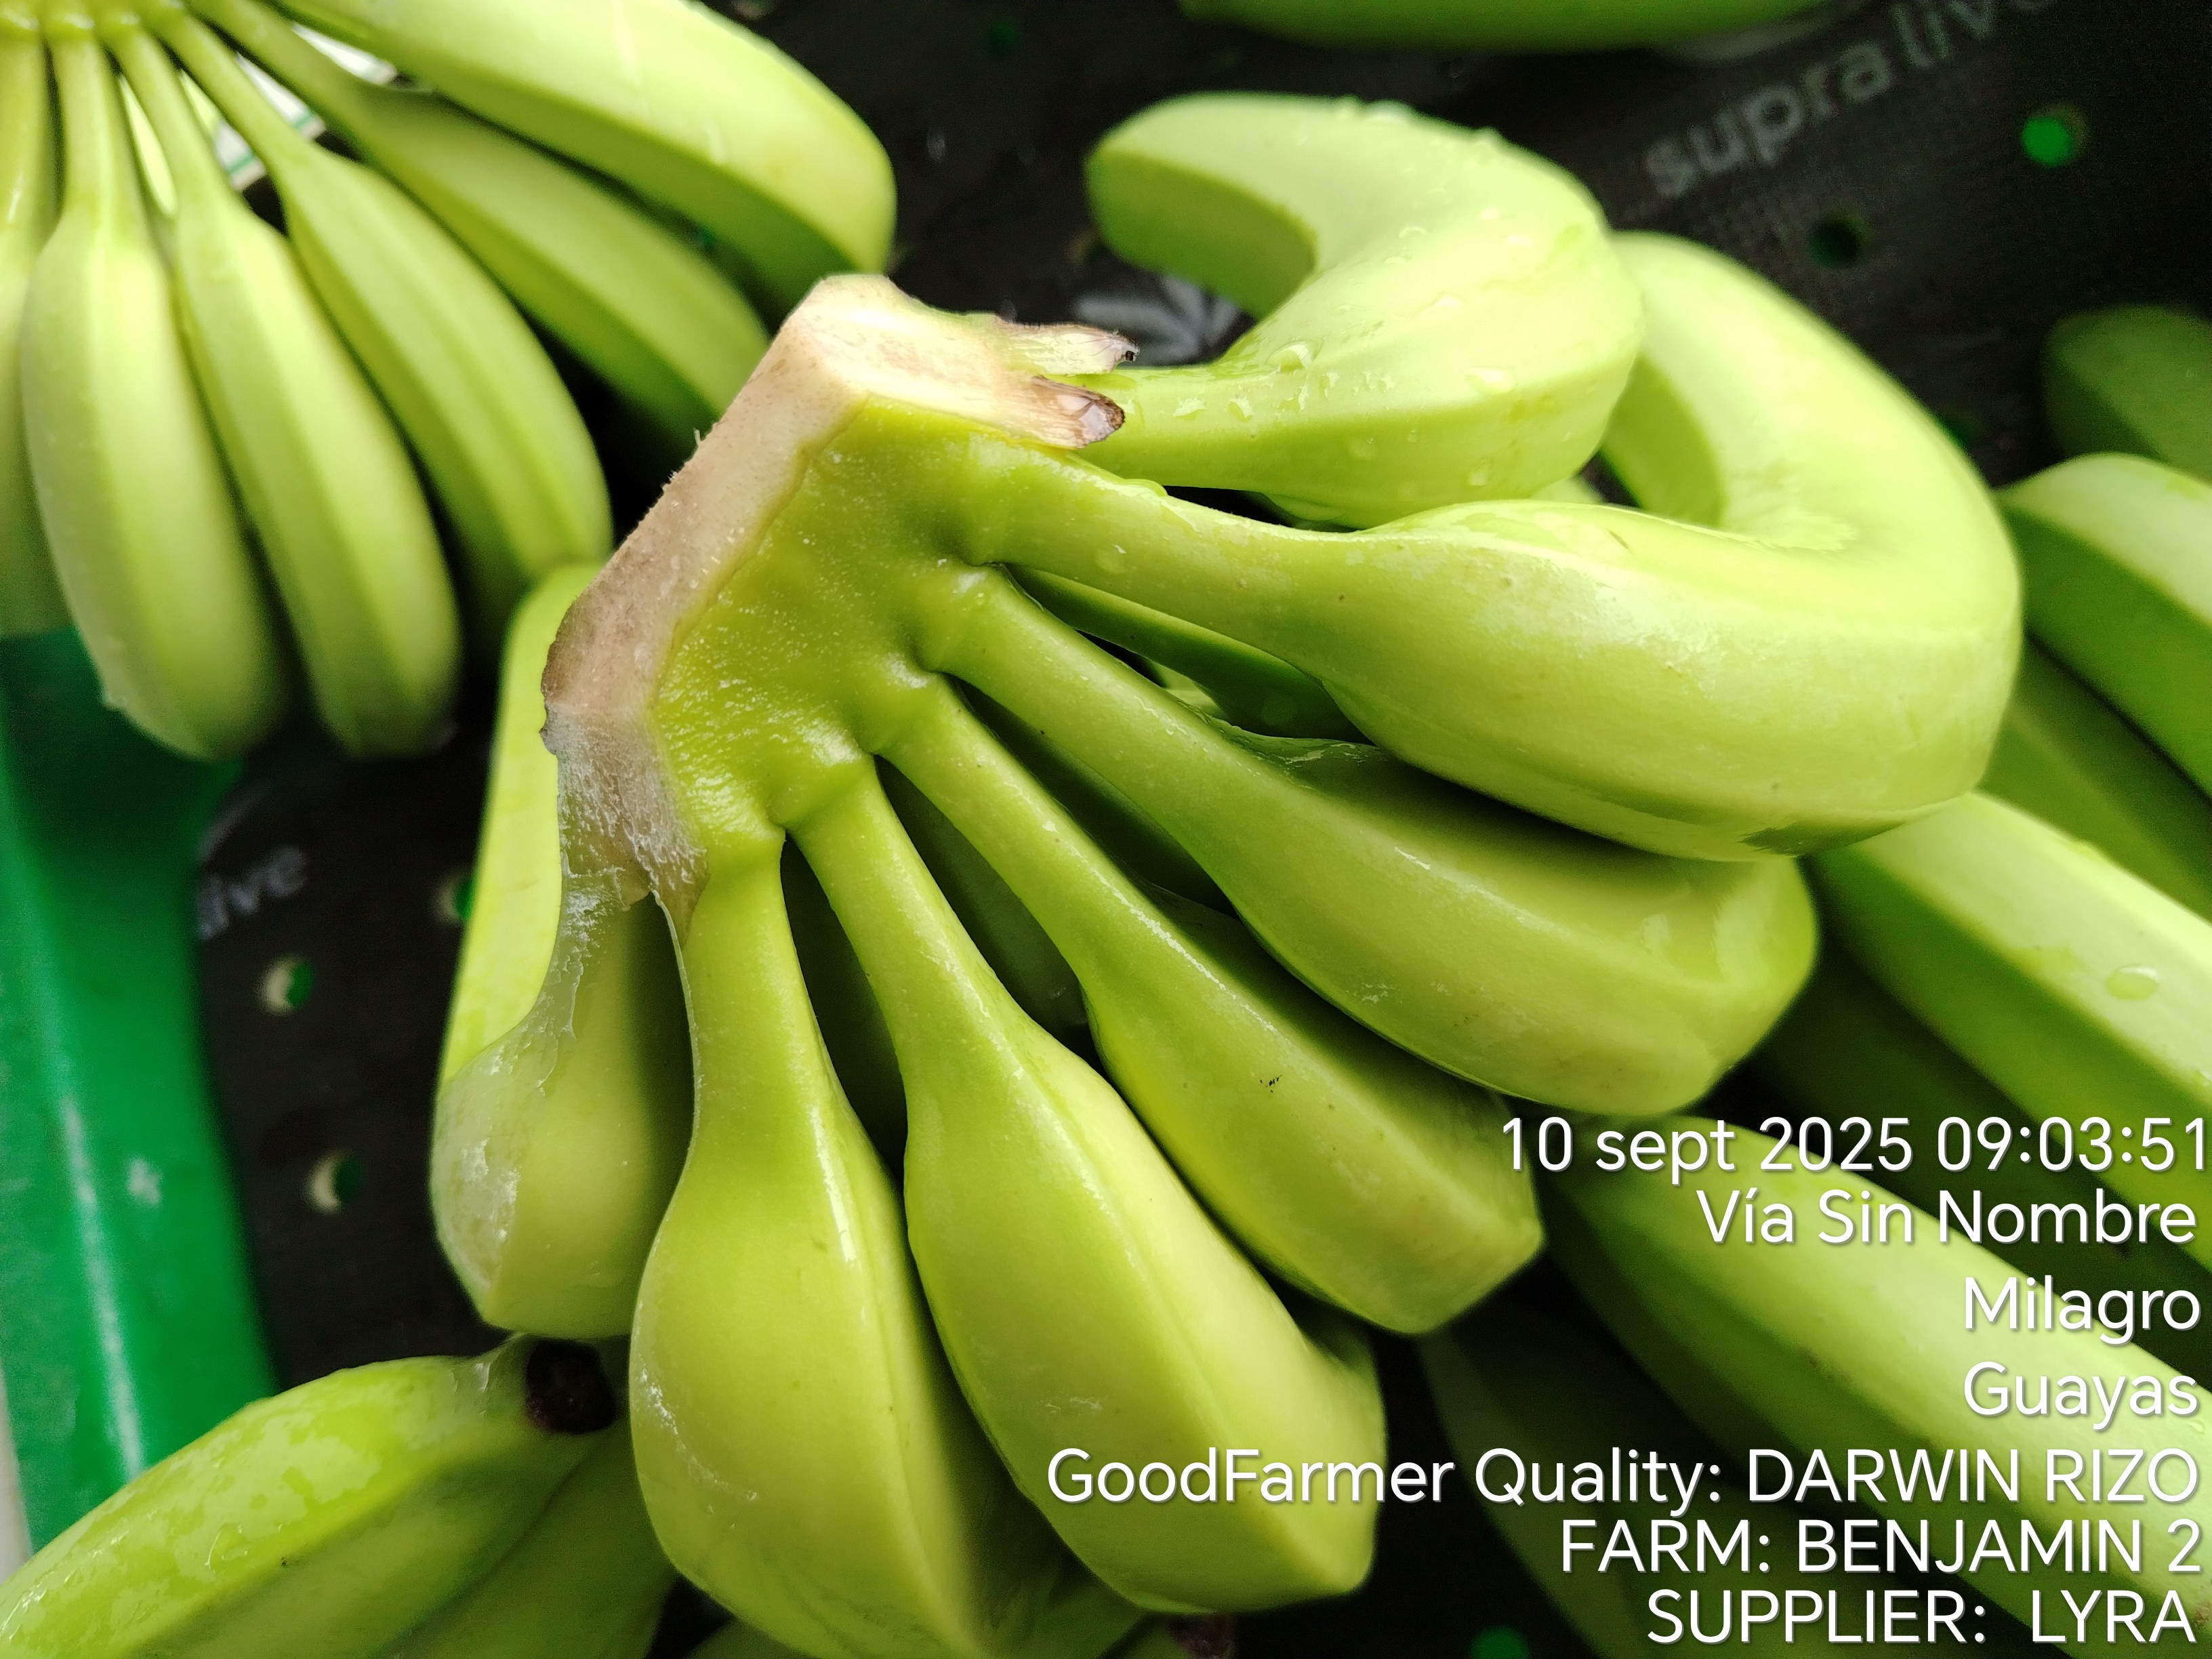 supra live
live
10 sept 2025 09:03:51
Vía Sin Nombre
Milagro
Guayas
GoodFarmer Quality: DARWIN RIZO
FARM: BENJAMIN 2
SUPPLIER: LYRA